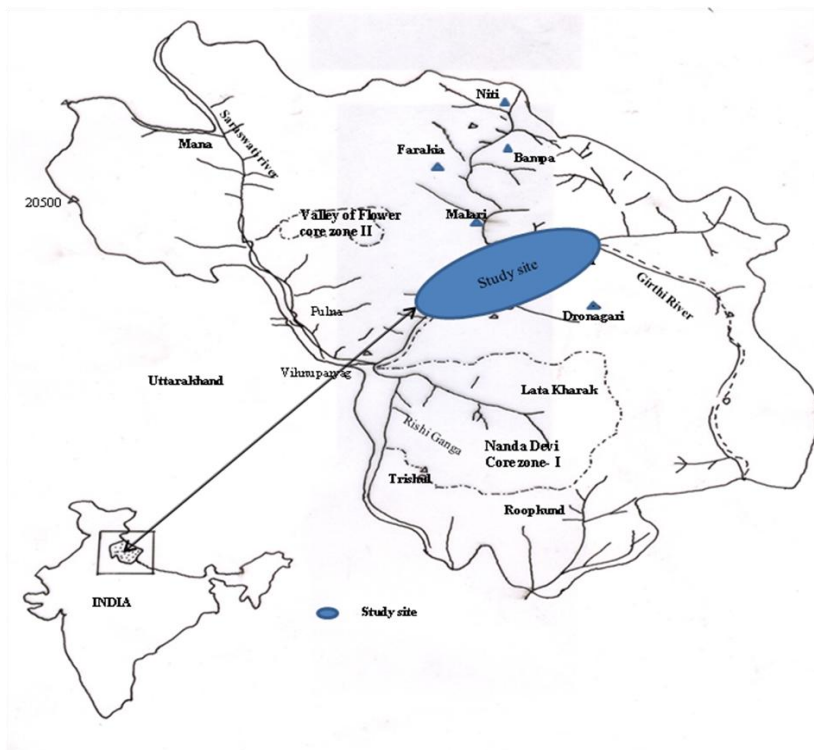 Niti
Saraswati river
Mana
Farakia
Bampa
20500
Valley of Flower
core zone II
Malari
Study site
Girthi River
Pulna
Dronagari
Uttarakhand
Lata Kharak
Rishi Ganga
Nanda Devi
Core zone- I
Trishul
Roopkund
INDIA
Study site